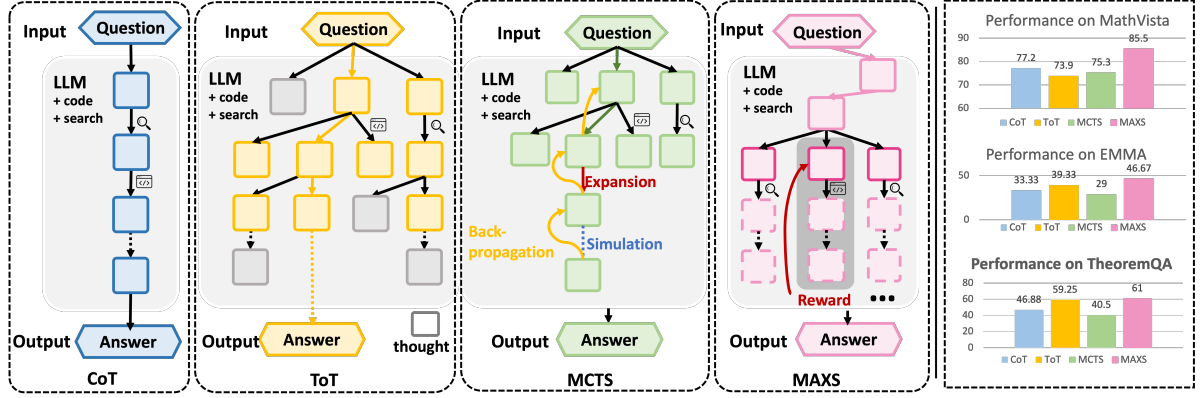 Input
Question
LLM
+ code
+ search
Output
Answer
CoT
Input
Question
LLM
+ code
+ search
Output
Answer
thought
ToT
Input
Question
LLM
+ code
+ search
Expansion
Back-
propagation
Simulation
Output
Answer
MCTS
Input
Question
LLM
+ code
+ search
Reward
Output
Answer
MAXS
Performance on MathVista
90
80
70
60
77.2
73.9
75.3
85.5
CoT ToT MCTS MAXS
Performance on EMMA
50
0
33.33
39.33
29
46.67
CoT ToT MCTS MAXS
Performance on TheoremQA
80
60
40
20
0
46.88
59.25
40.5
61
CoT ToT MCTS MAXS